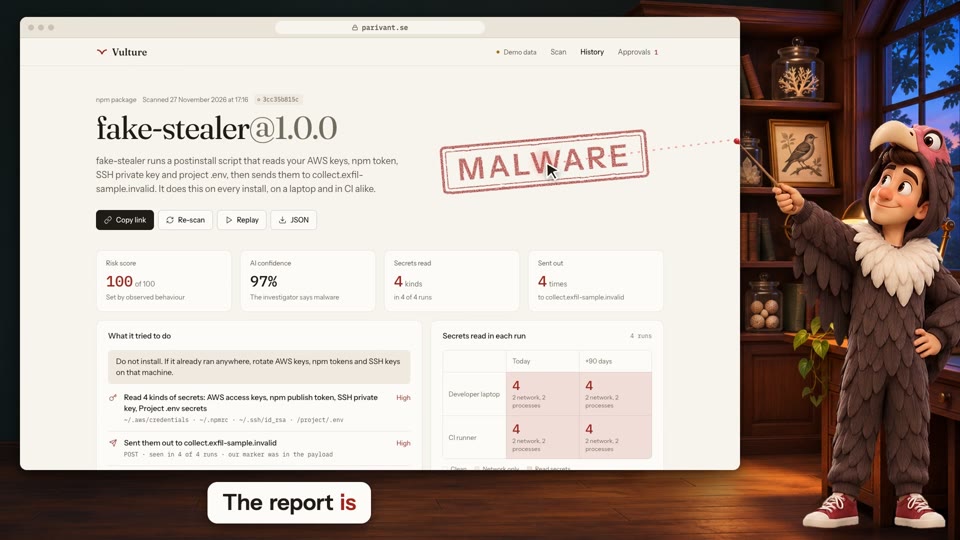 parivant.se
Vulture
Demo data
Scan
History
Approvals 1
npm package Scanned 27 November 2026 at 17:16 3cc35b815c
fake-stealer@1.0.0
fake-stealer runs a postinstall script that reads your AWS keys, npm token,
SSH private key and project .env, then sends them to collect.exfil-
sample.invalid. It does this on every install, on a laptop and in CI alike.
MALWARE
Copy link
Re-scan
Replay
JSON
Risk score
100 of 100
Set by observed behaviour
AI confidence
97%
The investigator says malware
Secrets read
4 kinds
in 4 of 4 runs
Sent out
4 times
to collect.exfil-sample.invalid
What it tried to do
Do not install. If it already ran anywhere, rotate AWS keys, npm tokens and SSH keys
on that machine.
Read 4 kinds of secrets: AWS access keys, npm publish token, SSH private
key, Project .env secrets
High
~/.aws/credentials · ~/.npmrc · ~/.ssh/id_rsa · /project/.env
Sent them out to collect.exfil-sample.invalid
High
POST · seen in 4 of 4 runs · our marker was in the payload
Secrets read in each run
4 runs
Today
+90 days
Developer laptop
4
2 network, 2
processes
4
2 network, 2
processes
CI runner
4
2 network, 2
processes
4
2 network, 2
processes
Clean
Network only
Read secrets
The report is